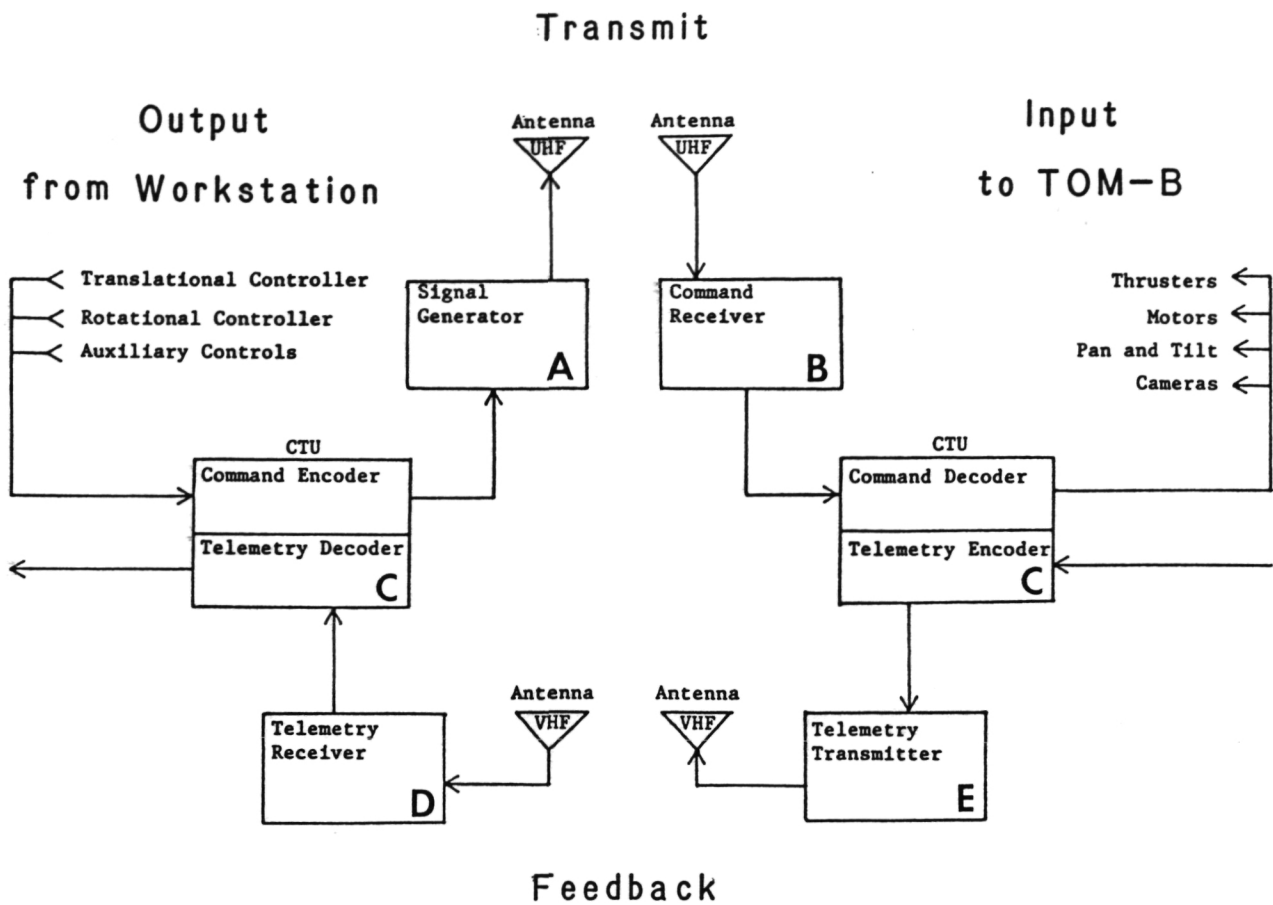 Transmit
Output
from Workstation
Input
to TOM-B
Antenna
UHF
Antenna
UHF
Translational Controller
Rotational Controller
Auxiliary Controls
Signal
Generator
A
Command
Receiver
B
Thrusters
Motors
Pan and Tilt
Cameras
CTU
Command Encoder
Telemetry Decoder
C
CTU
Command Decoder
Telemetry Encoder
C
Telemetry
Receiver
D
Antenna
VHF
Antenna
VHF
Telemetry
Transmitter
E
Feedback